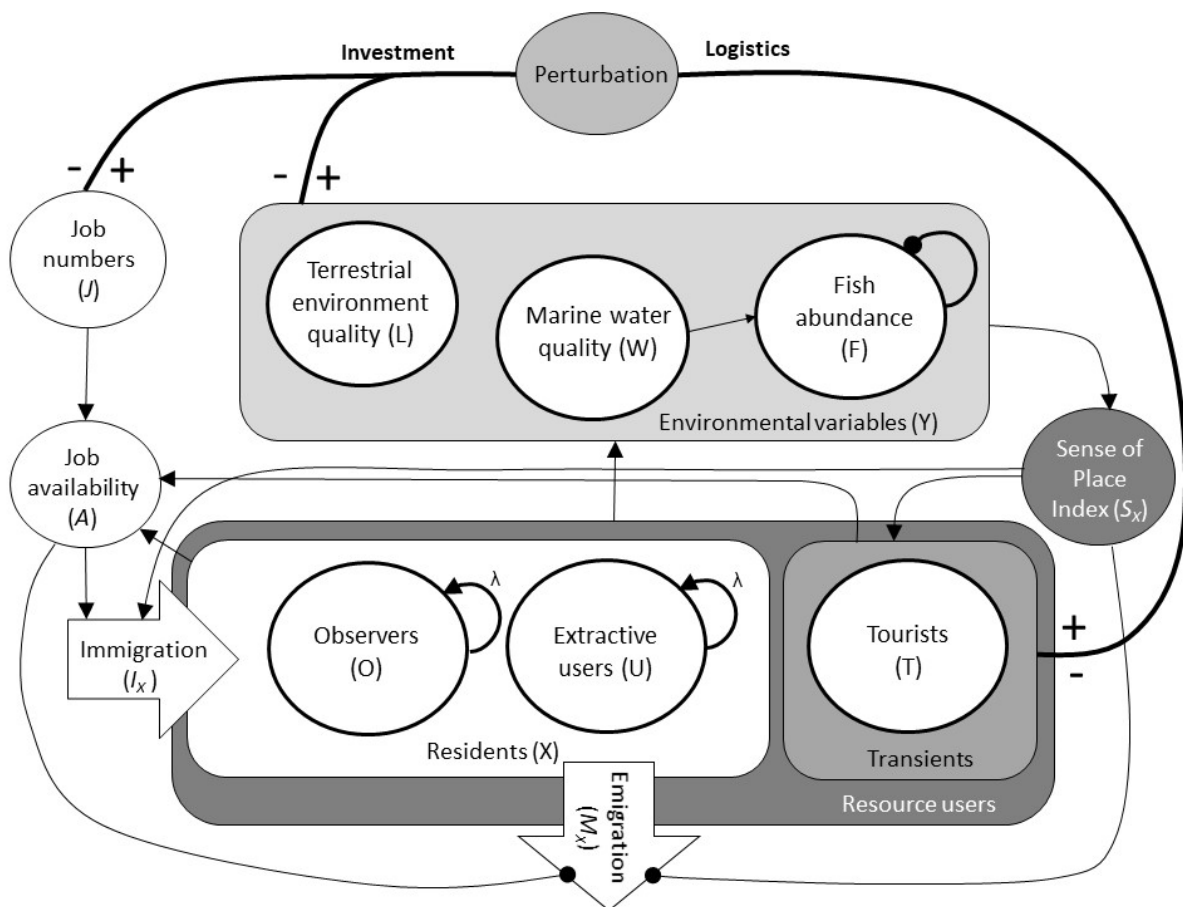 Investment
Perturbation
Logistics
- +
- +
Job
numbers
(J)
Terrestrial
environment
quality (L)
Marine water
quality (W)
Fish
abundance
(F)
Environmental variables (Y)
Job
availability
(A)
Sense of
Place
Index (Sx)
Immigration
(Ix)
Observers
(O)
λ
Extractive
users (U)
λ
Tourists
(T)
+
-
Residents (X)
Transients
Resource users
Emigration
(Mx)